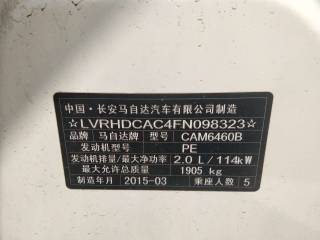 中国·长安马自达汽车有限公司制造
☆LVRHDCAC4FN098323☆
品牌 马自达牌 型号 CAM6460B
发动机型号 PE
发动机排量/最大净功率 2.0 L/114kW
最大允许总质量 1905 kg
制造年月 2015-03 乘座人数 5